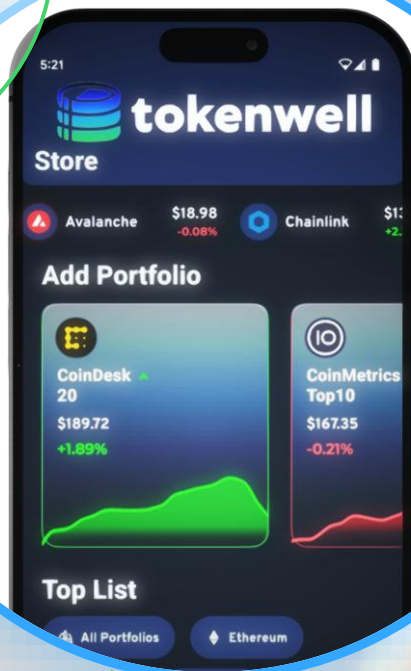 5:21
tokenwell
Store
Avalanche $18.98 -0.08% Chainlink
Add Portfolio
CoinDesk 20 $189.72 +1.89%
CoinMetrics Top10 $167.35 -0.21%
Top List
All Portfolios Ethereum